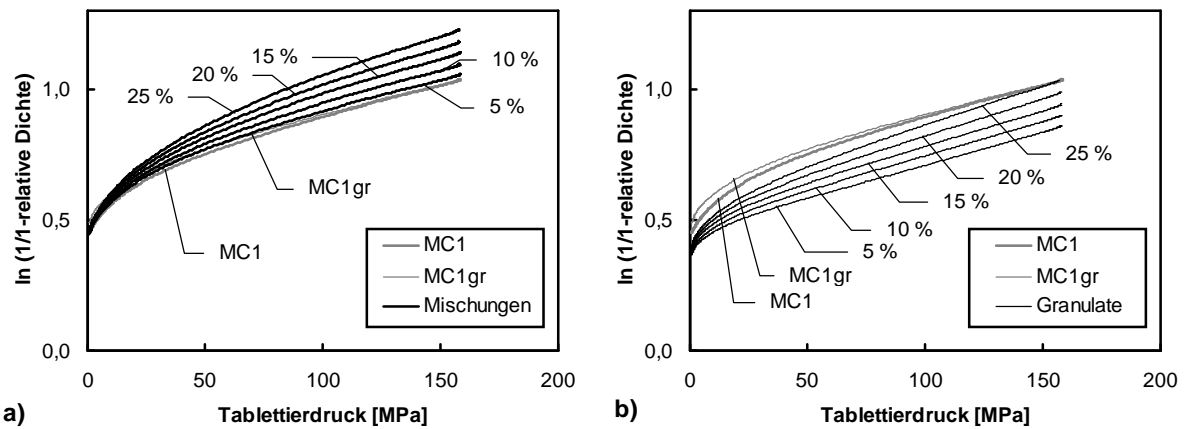 ln (1/1-relative Dichte)
1,0
0,5
0,0
0
50
100
150
200
Tablettierdruck [MPa]
a)
15 %
20 %
25 %
10 %
5 %
MC1gr
MC1
MC1
MC1gr
Mischungen
ln (1/1-relative Dichte)
1,0
0,5
0,0
0
50
100
150
200
Tablettierdruck [MPa]
b)
25 %
20 %
15 %
10 %
5 %
MC1gr
MC1
MC1
MC1gr
Granulate